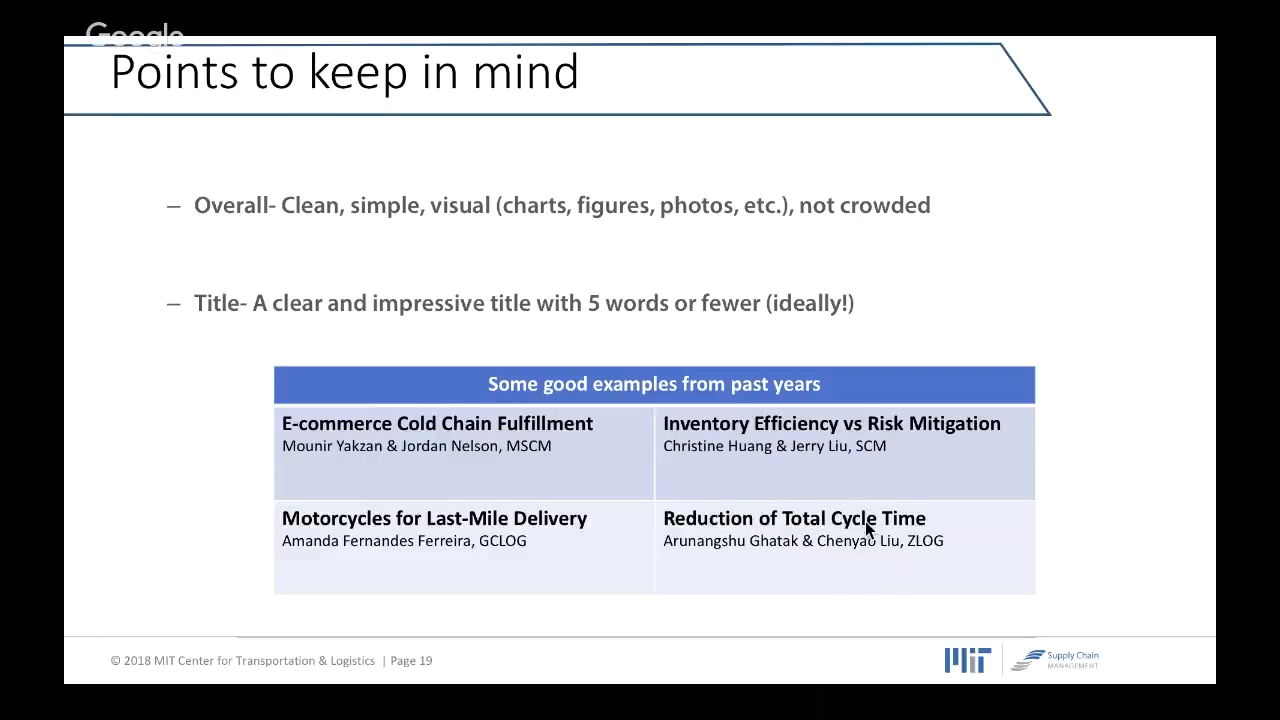 Google
Points to keep in mind
– Overall- Clean, simple, visual (charts, figures, photos, etc.), not crowded
– Title- A clear and impressive title with 5 words or fewer (ideally!)
Some good examples from past years
E-commerce Cold Chain Fulfillment
Mounir Yakzan & Jordan Nelson, MSCM
Inventory Efficiency vs Risk Mitigation
Christine Huang & Jerry Liu, SCM
Motorcycles for Last-Mile Delivery
Amanda Fernandes Ferreira, GCLOG
Reduction of Total Cycle Time
Arunangshu Ghatak & Chenyao Liu, ZLOG
© 2018 MIT Center for Transportation & Logistics | Page 19
MIT
Supply Chain
MANAGEMENT